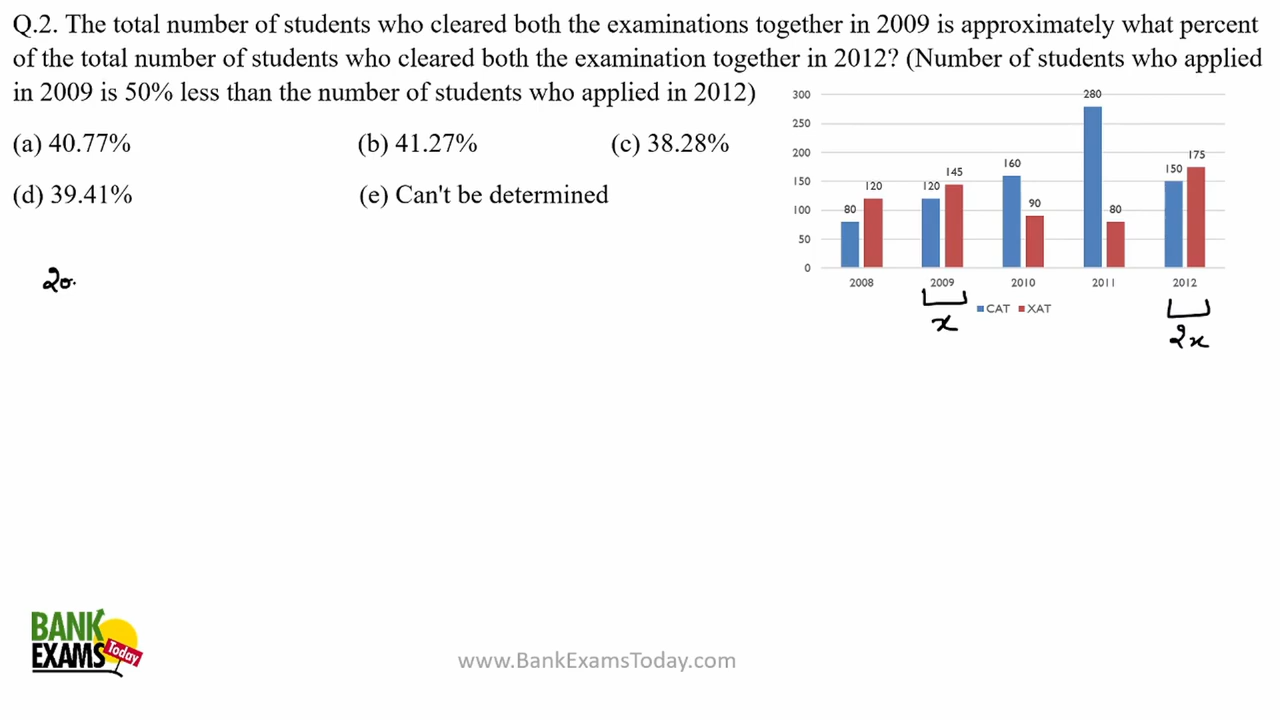 Q.2. The total number of students who cleared both the examinations together in 2009 is approximately what percent
of the total number of students who cleared both the examination together in 2012? (Number of students who applied
in 2009 is 50% less than the number of students who applied in 2012)
(a) 40.77% (b) 41.27% (c) 38.28%
(d) 39.41% (e) Can't be determined
300
250
200
150
100
50
0
80 120 120 145 160 90 280 80 150 175
2008 2009 2010 2011 2012
CAT XAT
x 2x
20
BANK
EXAMS Today
www.BankExamsToday.com